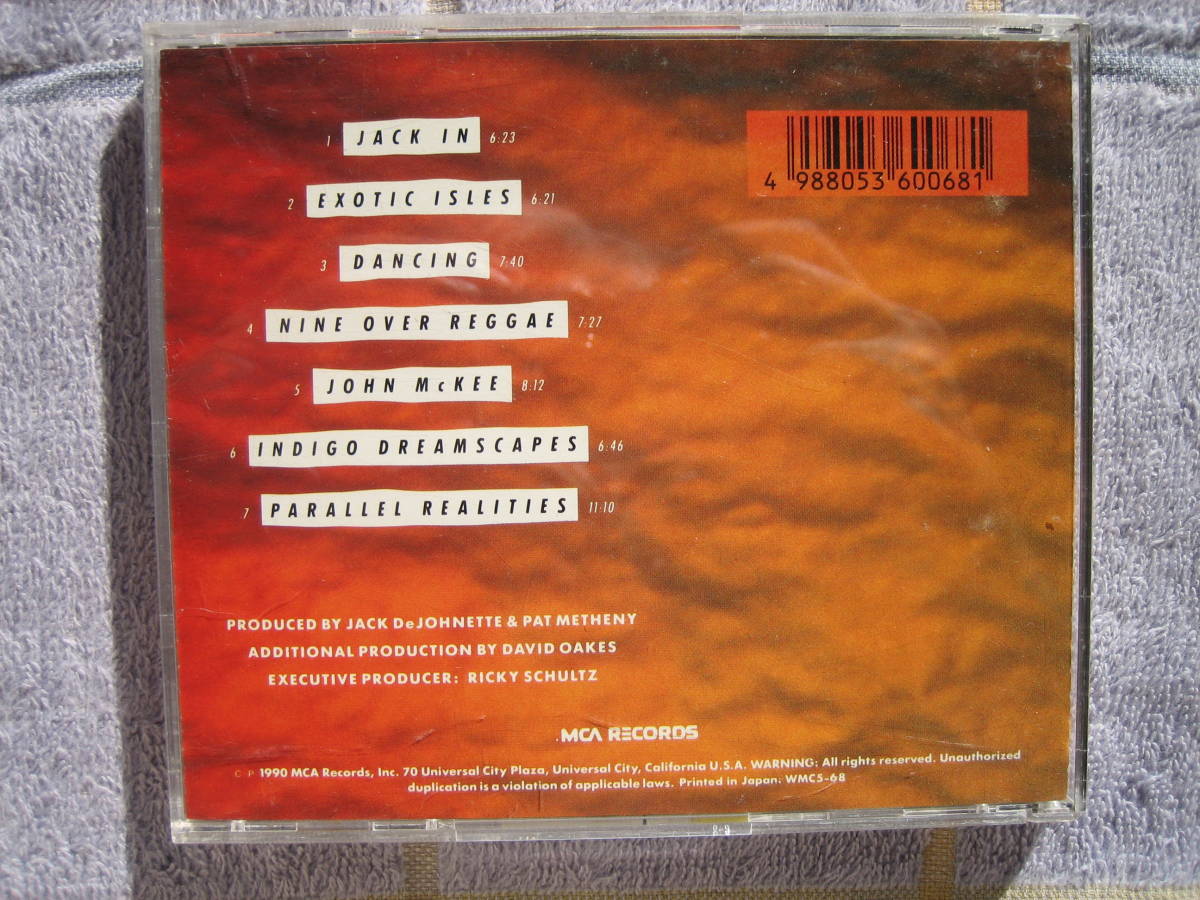 1 JACK IN 6:23
2 EXOTIC ISLES 6:21
3 DANCING 7:40
4 NINE OVER REGGAE 7:27
5 JOHN McKEE 8:12
6 INDIGO DREAMSCAPES 6:46
7 PARALLEL REALITIES 11:10
4 988053 600681
PRODUCED BY JACK DeJOHNETTE & PAT METHENY
ADDITIONAL PRODUCTION BY DAVID OAKES
EXECUTIVE PRODUCER: RICKY SCHULTZ
.MCA RECORDS
C P 1990 MCA Records, Inc. 70 Universal City Plaza, Universal City, California U.S.A. WARNING: All rights reserved. Unauthorized
duplication is a violation of applicable laws. Printed in Japan: WMC5-68